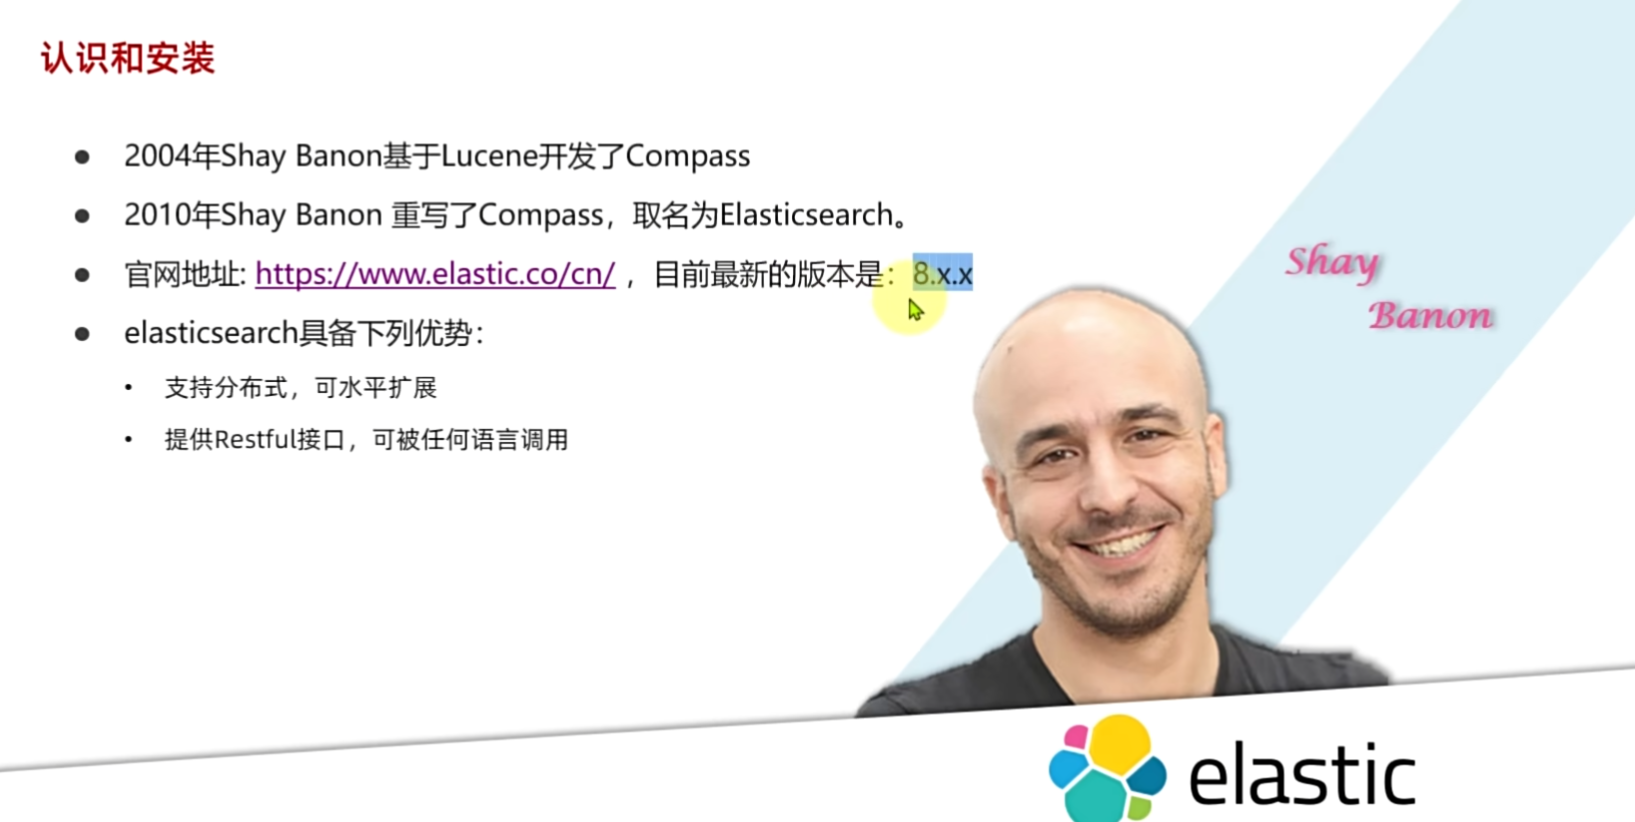 认识和安装
2004年Shay Banon基于Lucene开发了Compass
2010年Shay Banon 重写了Compass，取名为Elasticsearch。
官网地址: https://www.elastic.co/cn/ ，目前最新的版本是：8.x.x
elasticsearch具备下列优势：
支持分布式，可水平扩展
提供Restful接口，可被任何语言调用
Shay
Banon
elastic